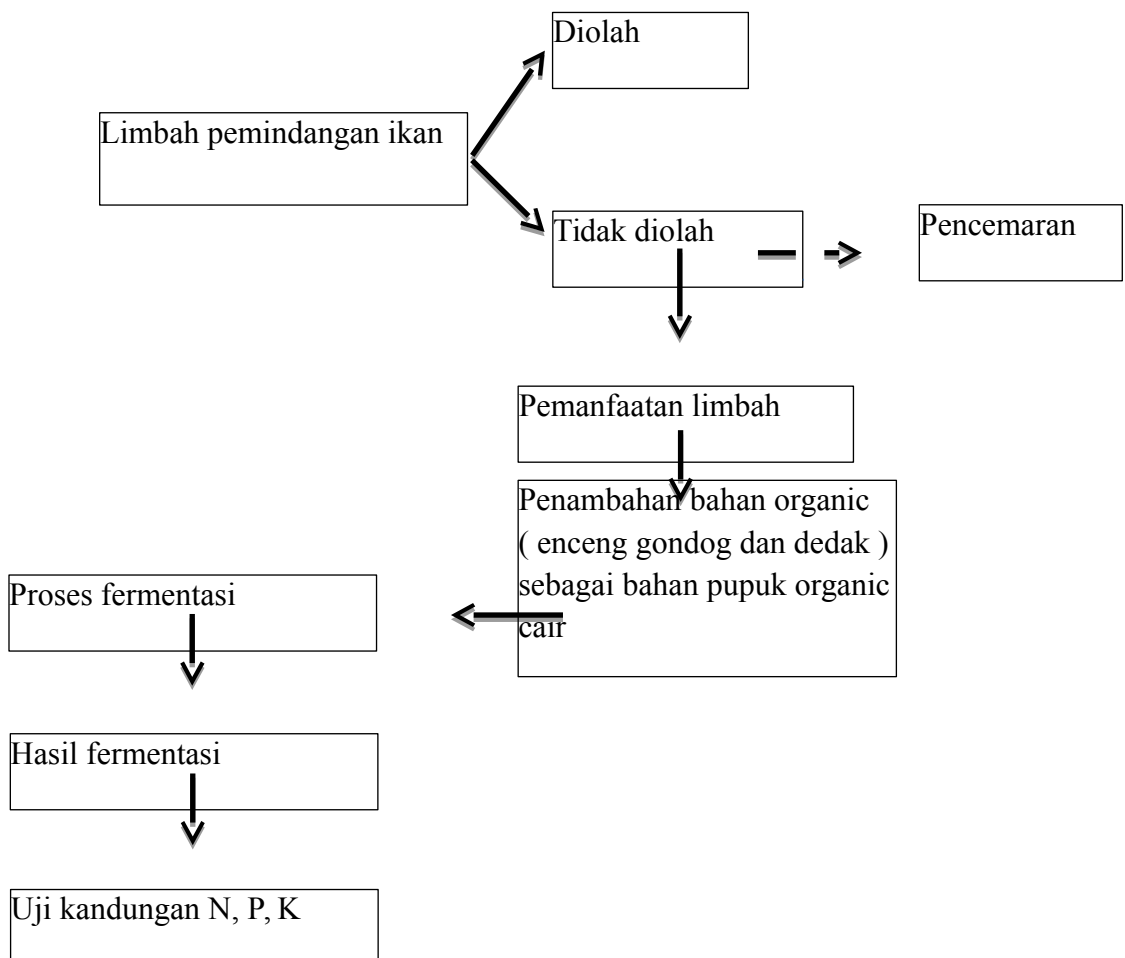 Diolah
Limbah pemindangan ikan
Tidak diolah
Pencemaran
Pemanfaatan limbah
Penambahan bahan organic
( enceng gondog dan dedak )
sebagai bahan pupuk organic
cair
Proses fermentasi
Hasil fermentasi
Uji kandungan N, P, K